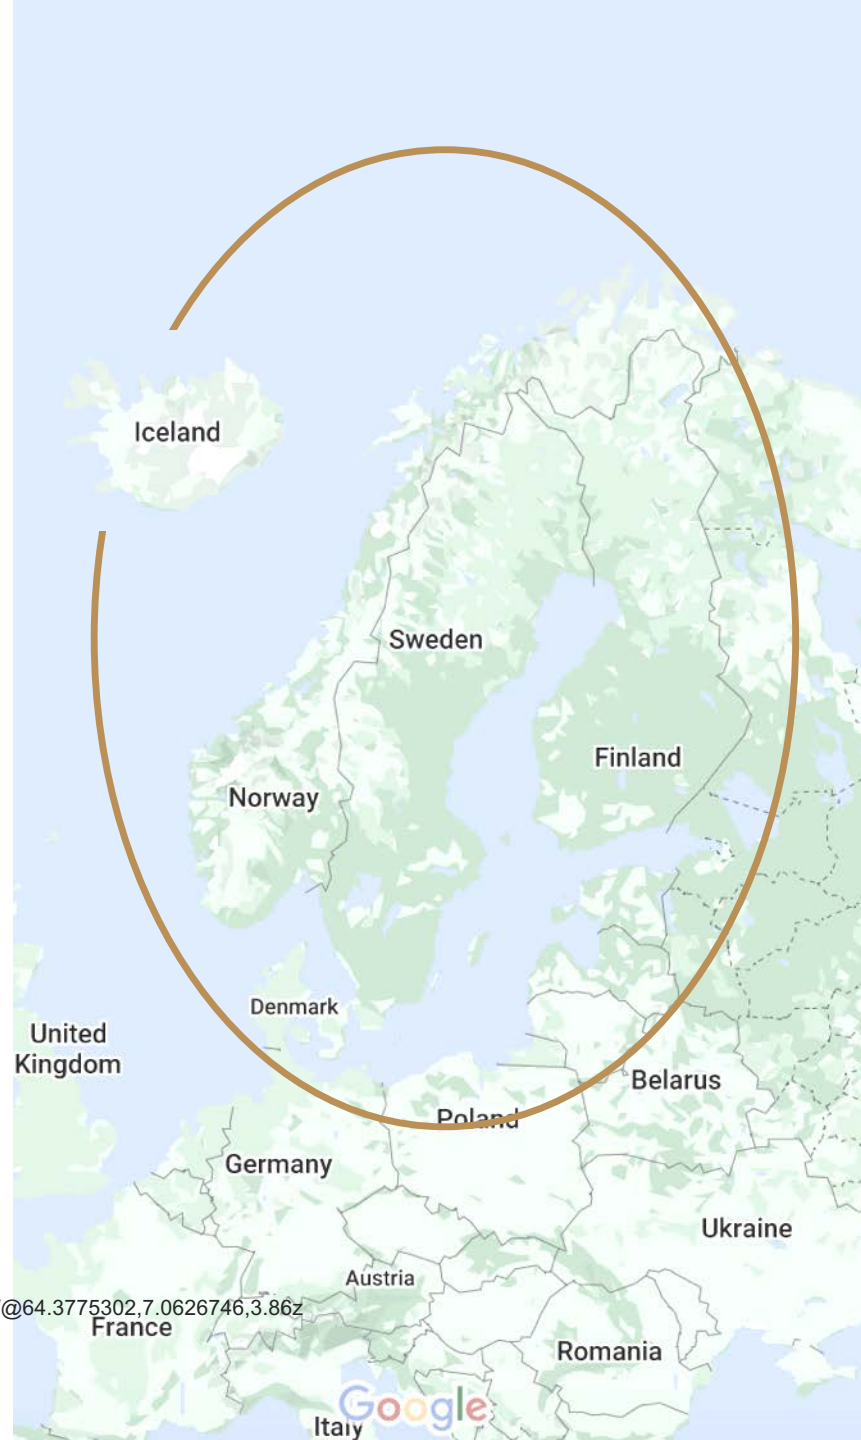 Iceland
Sweden
Finland
Norway
Denmark
United
Kingdom
Belarus
Poland
Germany
Ukraine
Austria
@64.3775302,7.0626746,3.86z
France
Romania
Google
Italy